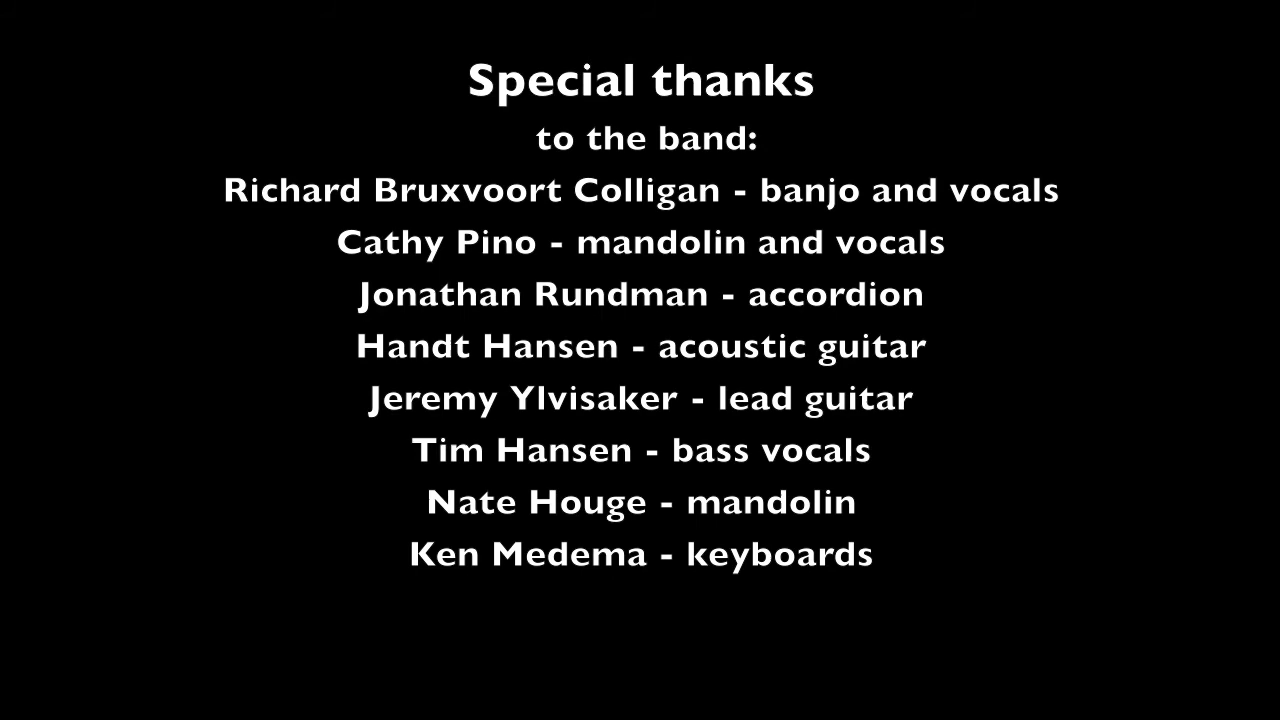 Special thanks
to the band:
Richard Bruxvoort Colligan - banjo and vocals
Cathy Pino - mandolin and vocals
Jonathan Rundman - accordion
Handt Hansen - acoustic guitar
Jeremy Ylvisaker - lead guitar
Tim Hansen - bass vocals
Nate Houge - mandolin
Ken Medema - keyboards